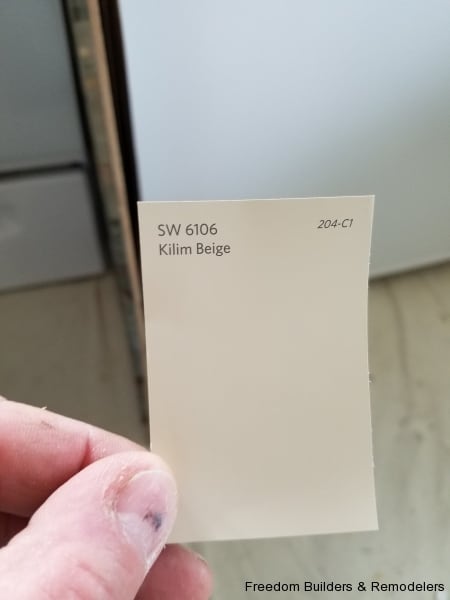 SW 6106
204-C1
Kilim Beige
Freedom Builders & Remodelers